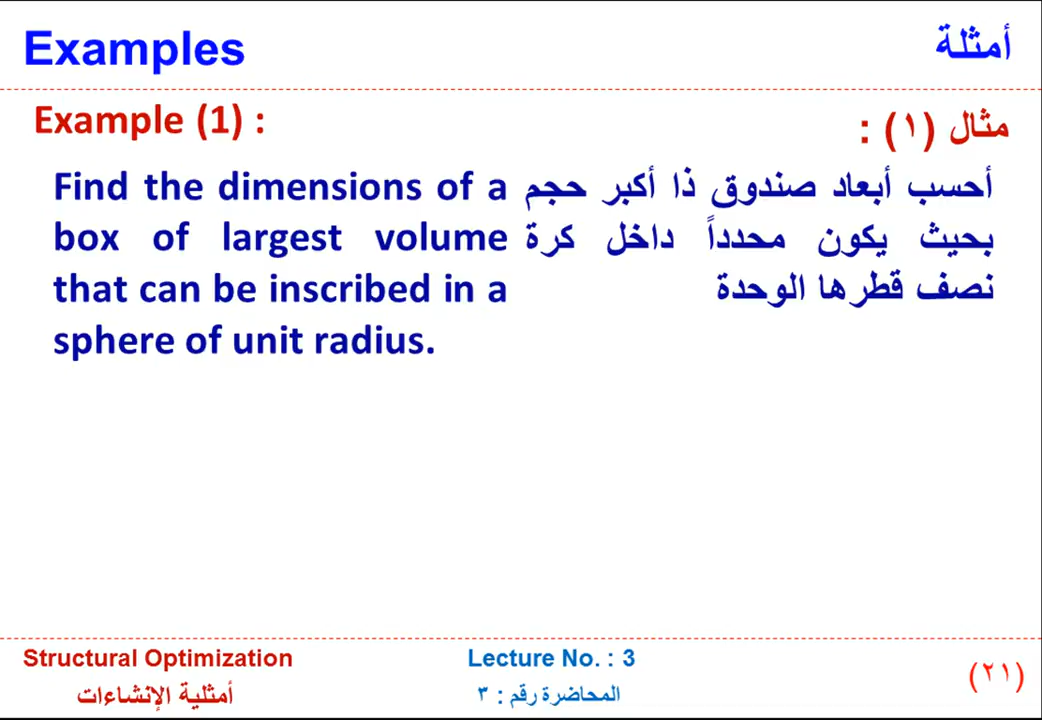 Examples
أمثلة
Example (1) :
مثال (١) :
Find the dimensions of a
box of largest volume
that can be inscribed in a
sphere of unit radius.
أحسب أبعاد صندوق ذا أكبر حجم
بحيث يكون محدداً داخل كرة
نصف قطرها الوحدة
Structural Optimization
أمثلية الإنشاءات
Lecture No. : 3
المحاضرة رقم : ٣
(٢١)